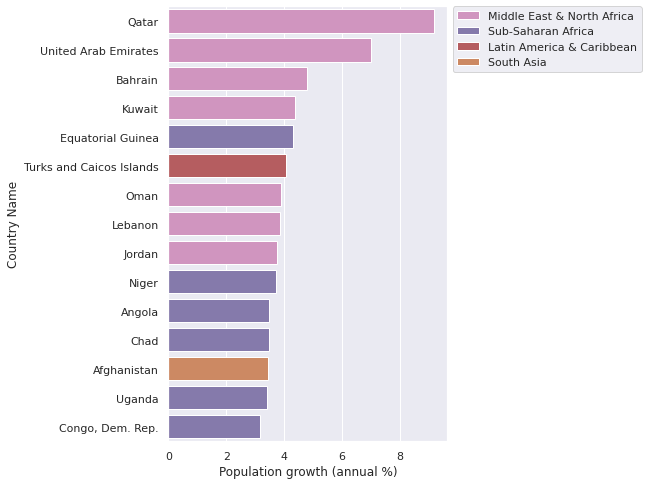 Qatar
United Arab Emirates
Bahrain
Kuwait
Equatorial Guinea
Turks and Caicos Islands
Oman
Lebanon
Jordan
Niger
Angola
Chad
Afghanistan
Uganda
Congo, Dem. Rep.
Country Name
0 2 4 6 8
Population growth (annual %)
Middle East & North Africa
Sub-Saharan Africa
Latin America & Caribbean
South Asia